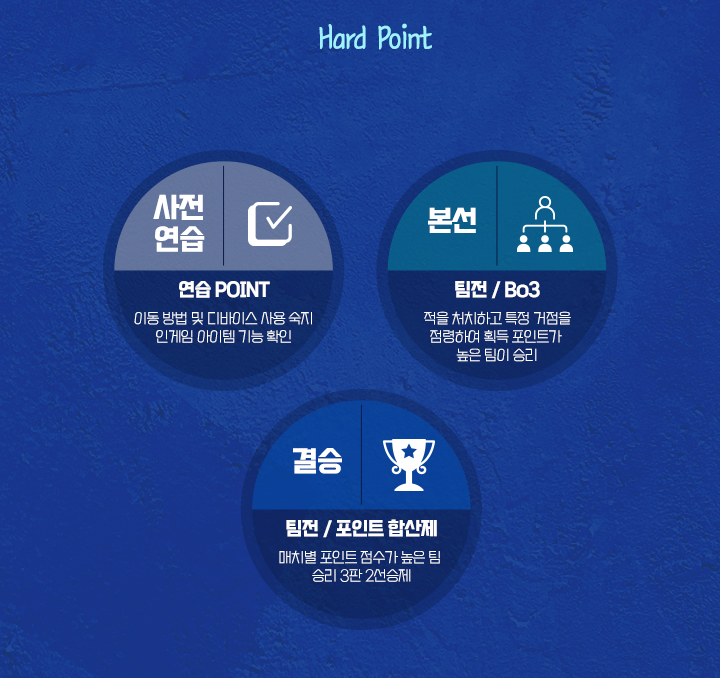 Hard Point
사전
연습
연습 POINT
이동 방법 및 디바이스 사용 숙지
인게임 아이템 기능 확인
본선
팀전 / Bo3
적을 처치하고 특정 거점을
점령하여 획득 포인트가
높은 팀이 승리
결승
팀전 / 포인트 합산제
매치별 포인트 점수가 높은 팀
승리 3판 2선승제